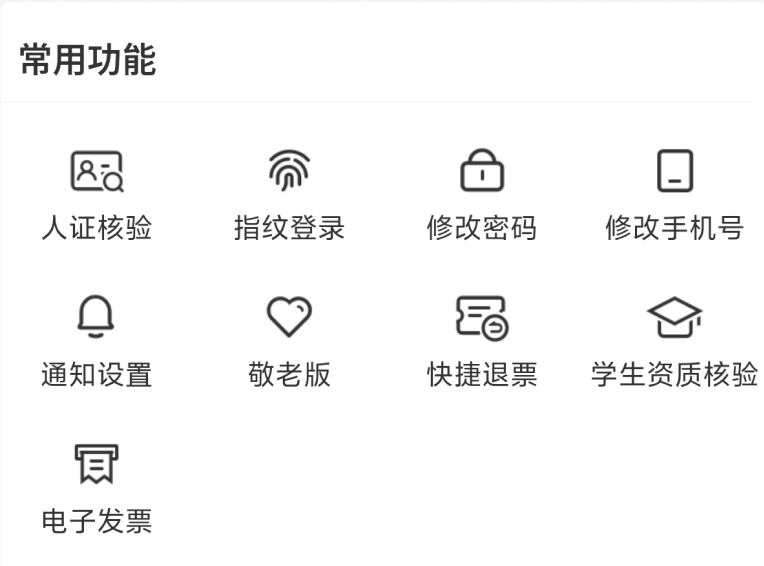 常用功能
人证核验 指纹登录 修改密码 修改手机号
通知设置 敬老版 快捷退票 学生资质核验
电子发票